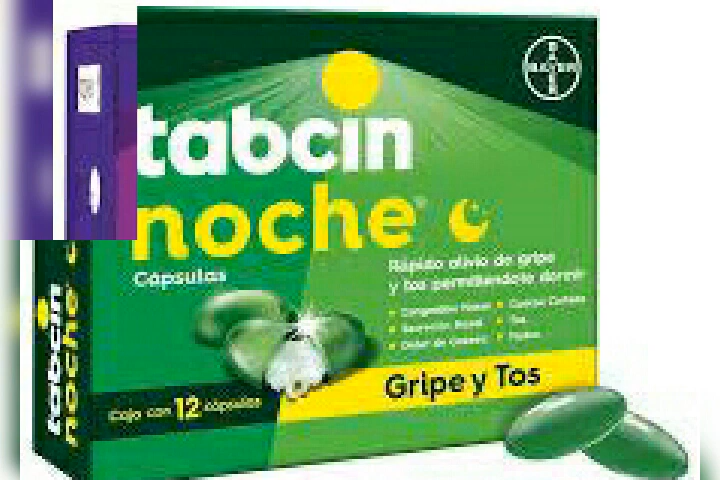 BAYER
tabcin
noche®
Cápsulas
Rápido alivio de gripe
y tos permitiéndote dormir
Congestión Nasal
Cuerpo Cortado
Secreción Nasal
Tos
Dolor de Cabeza
Fiebre
Gripe y Tos
Caja con 12 cápsulas
tabcin
noche